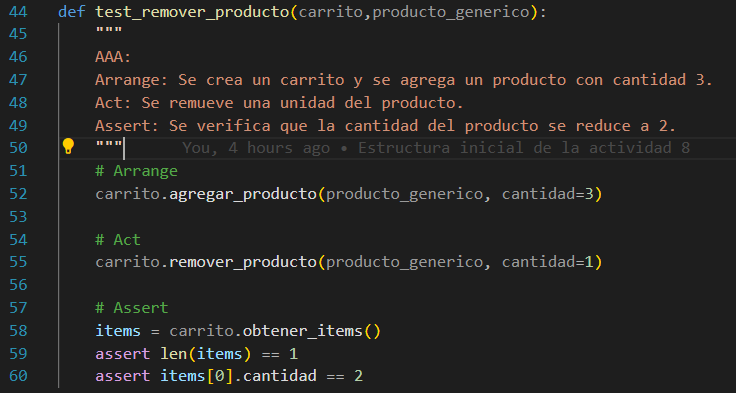 44 def test_remover_producto(carrito,producto_generico):
45 """
46 AAA:
47 Arrange: Se crea un carrito y se agrega un producto con cantidad 3.
48 Act: Se remueve una unidad del producto.
49 Assert: Se verifica que la cantidad del producto se reduce a 2.
50 """ You, 4 hours ago • Estructura inicial de la actividad 8
51 # Arrange
52 carrito.agregar_producto(producto_generico, cantidad=3)
53
54 # Act
55 carrito.remover_producto(producto_generico, cantidad=1)
56
57 # Assert
58 items = carrito.obtener_items()
59 assert len(items) == 1
60 assert items[0].cantidad == 2